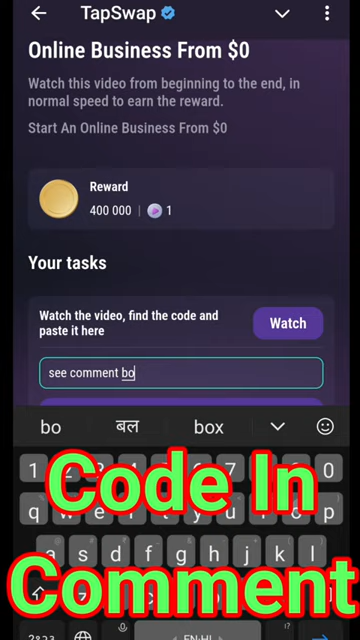 TapSwap
Online Business From $0
Watch this video from beginning to the end, in
normal speed to earn the reward.
Start An Online Business From $0
Reward
400 000 | 1
Your tasks
Watch the video, find the code and
paste it here
Watch
see comment bo
bo बल box
Code In
Comment